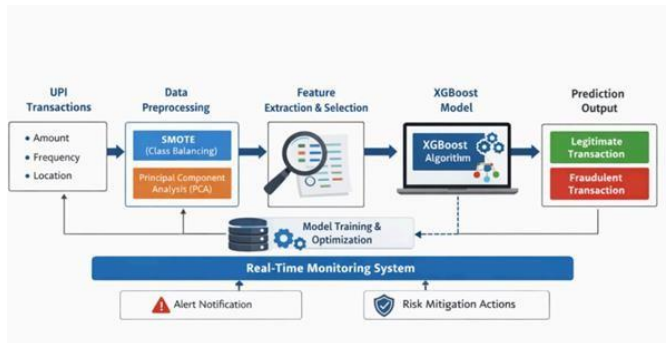 UPI
Transactions
Data
Preprocessing
Feature
Extraction & Selection
XGBoost
Model
Prediction
Output
• Amount
• Frequency
• Location
SMOTE
(Class Balancing)
Principal Component
Analysis (PCA)
XGBoost
Algorithm
Legitimate
Transaction
Fraudulent
Transaction
Model Training &
Optimization
Real-Time Monitoring System
Alert Notification
Risk Mitigation Actions